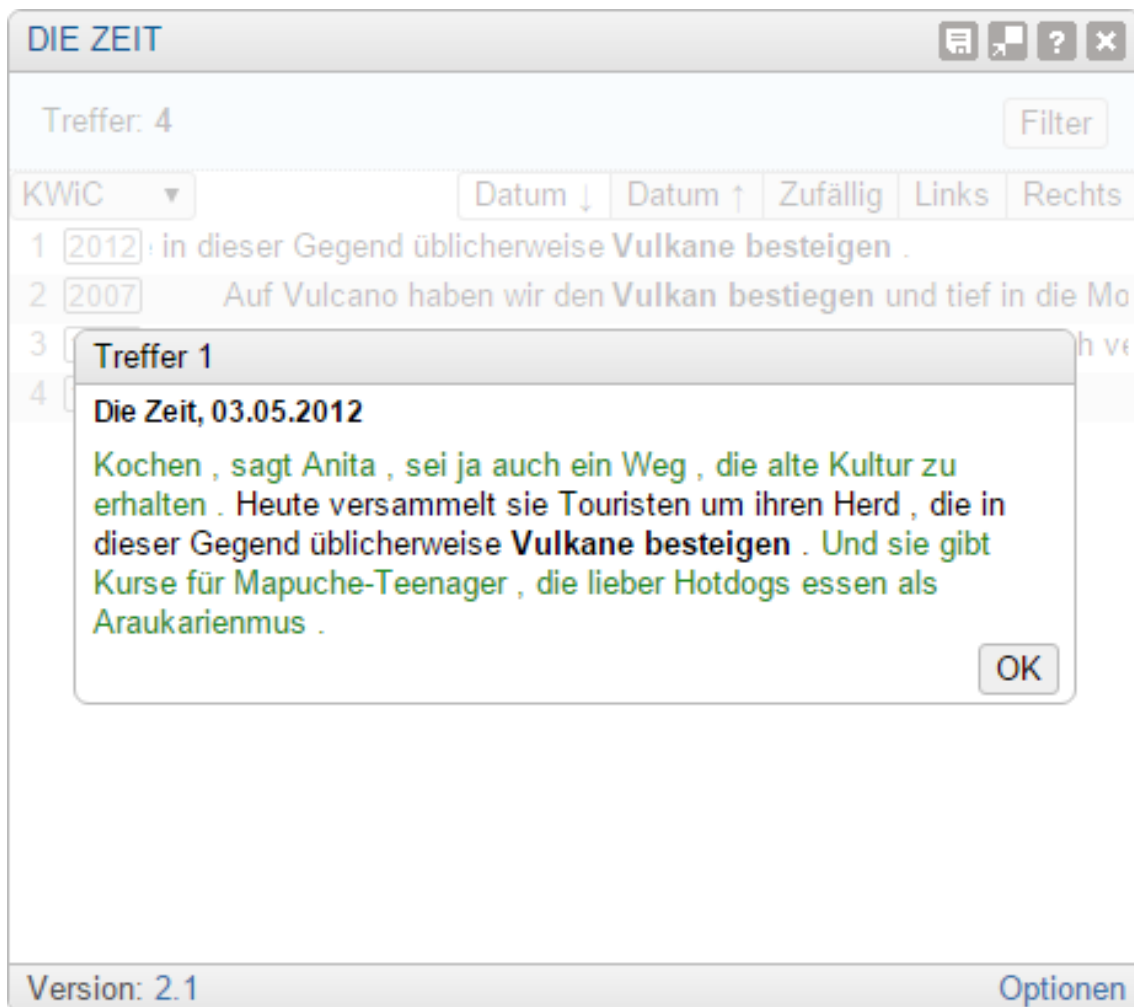 DIE ZEIT
Treffer: 4
Filter
KWiC ▼ Datum ↓ Datum ↑ Zufällig Links Rechts
1 2012 in dieser Gegend üblicherweise Vulkane besteigen .
2 2007 Auf Vulcano haben wir den Vulkan bestiegen und tief in die Mo
3
4
Treffer 1
Die Zeit, 03.05.2012
Kochen , sagt Anita , sei ja auch ein Weg , die alte Kultur zu
erhalten . Heute versammelt sie Touristen um ihren Herd , die in
dieser Gegend üblicherweise Vulkane besteigen . Und sie gibt
Kurse für Mapuche-Teenager , die lieber Hotdogs essen als
Araukarienmus .
OK
Version: 2.1
Optionen